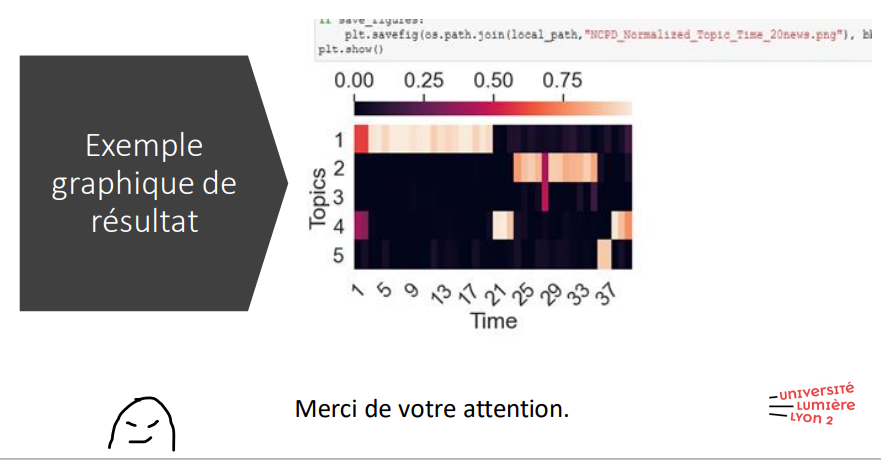 if save_figures:
plt.savefig(os.path.join(local_path,"NCPD_Normalized_Topic_Time_20news.png"), b
plt.show()
0.00 0.25 0.50 0.75
Exemple
graphique de
résultat
Topics
1
2
3
4
5
1 5 9 13 17 21 25 29 33 37
Time
Merci de votre attention.
UNIVERSITÉ
LUMIÈRE
LYON 2